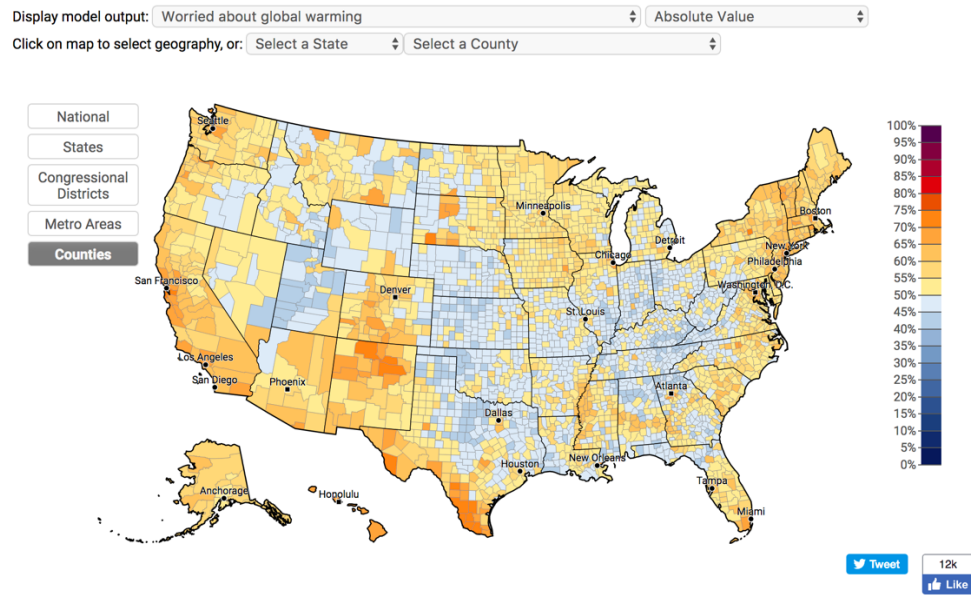 Display model output: Worried about global warming Absolute Value
Click on map to select geography, or: Select a State Select a County
National
States
Congressional
Districts
Metro Areas
Counties
Seattle
Minneapolis
Boston
Detroit
New York
Chicago
Philadelphia
San Francisco
Denver
Washington D.C.
St. Louis
Los Angeles
San Diego
Phoenix
Atlanta
Dallas
Houston
New Orleans
Tampa
Anchorage
Honolulu
Miami
100%
95%
90%
85%
80%
75%
70%
65%
60%
55%
50%
45%
40%
35%
30%
25%
20%
15%
10%
5%
0%
Tweet
12k
Like